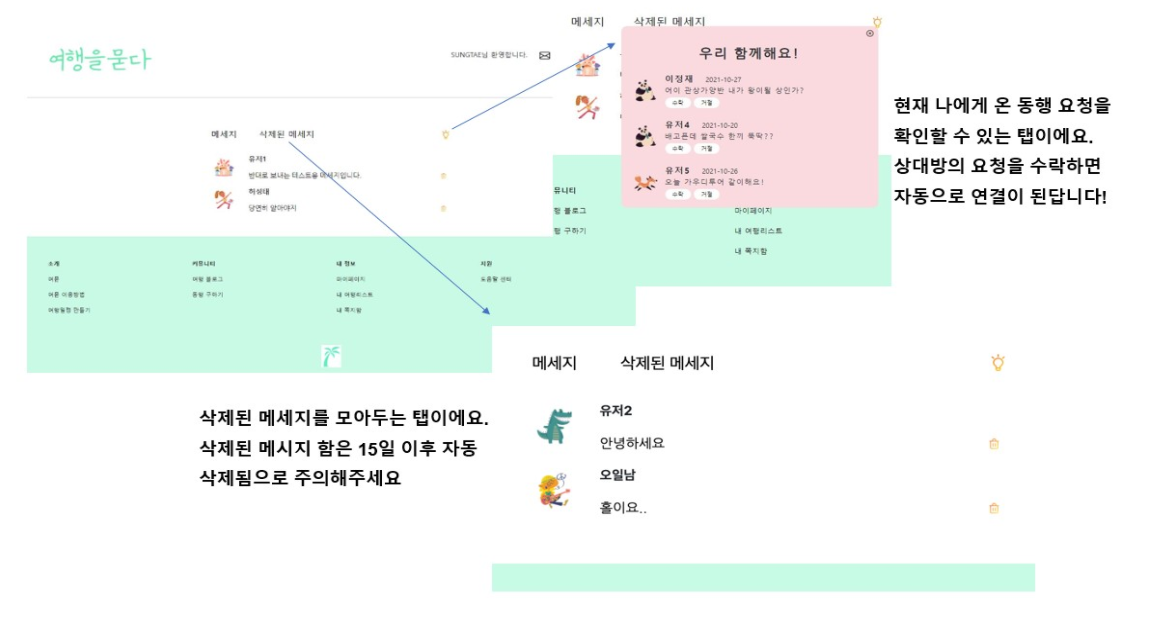 여행을묻다
SUNGTAE님 환영합니다.
메세지 삭제된 메세지
유저1
반대로 보내는 테스트용 메세지입니다.
허성태
당연히 알아야지
소개 커뮤니티 내 정보 지원
여묻 여행 블로그 마이페이지 도움말 센터
여묻 이용방법 동행 구하기 내 여행리스트
여행일정 만들기 내 쪽지함
메세지 삭제된 메세지
우리 함께해요!
이정재 2021-10-27
어이 관상가양반 내가 왕이될 상인가?
수락 거절
유저4 2021-10-20
배고픈데 칼국수 한끼 뚝딱??
수락 거절
유저5 2021-10-26
오늘 가우디투어 같이해요!
수락 거절
뮤니티
행 블로그 마이페이지
행 구하기 내 여행리스트
내 쪽지함
현재 나에게 온 동행 요청을
확인할 수 있는 탭이에요.
상대방의 요청을 수락하면
자동으로 연결이 된답니다!
삭제된 메세지를 모아두는 탭이에요.
삭제된 메시지 함은 15일 이후 자동
삭제됨으로 주의해주세요
메세지 삭제된 메세지
유저2
안녕하세요
오일남
홀이요..